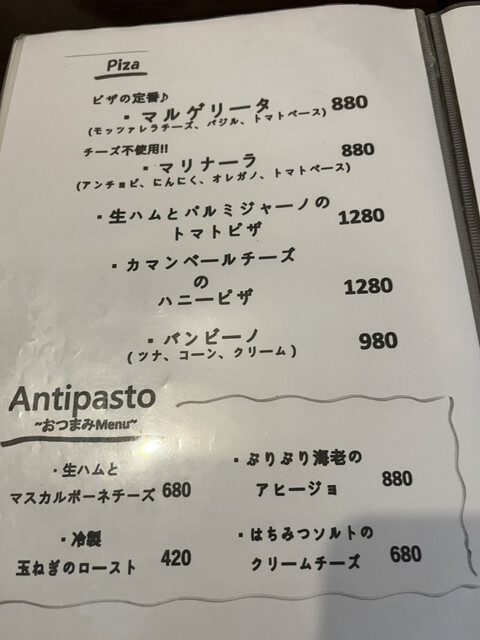 Piza
ピザの定番♪
・マルゲリータ 880
(モッツァレラチーズ、バジル、トマトベース)
チーズ不使用!!
・マリナーラ 880
(アンチョビ、にんにく、オレガノ、トマトベース)
・生ハムとパルミジャーノの
トマトピザ 1280
・カマンベールチーズ
の
ハニーピザ 1280
・バンビーノ 980
(ツナ、コーン、クリーム)
Antipasto
~おつまみMenu~
・生ハムと
マスカルポーネチーズ 680
・冷製
玉ねぎのロースト 420
・ぷりぷり海老の
アヒージョ 880
・はちみつソルトの
クリームチーズ 680